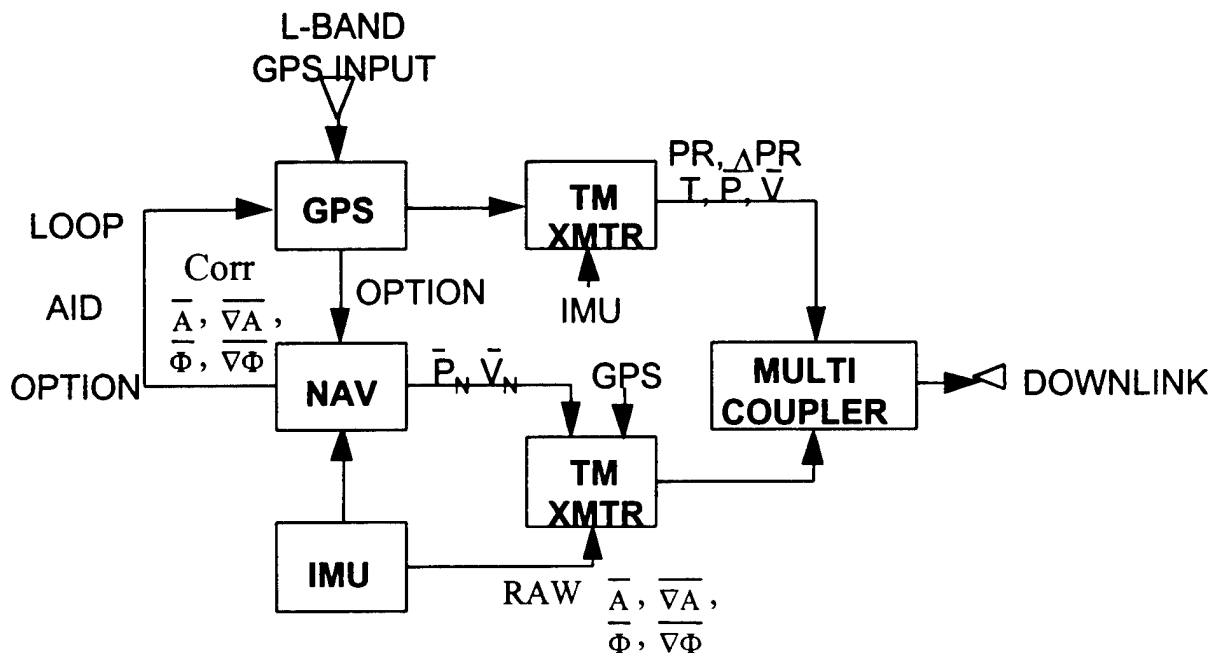 L-BAND
GPS INPUT
GPS
TM
XMTR
PR, ΔPR
T, P̄, V̄
LOOP
AID
OPTION
Corr
A̅, ∇̅A̅,
Φ̅, ∇̅Φ̅
OPTION
IMU
NAV
P̄N V̄N
GPS
TM
XMTR
MULTI
COUPLER
DOWNLINK
IMU
RAW
A̅, ∇̅A̅,
Φ̅, ∇̅Φ̅